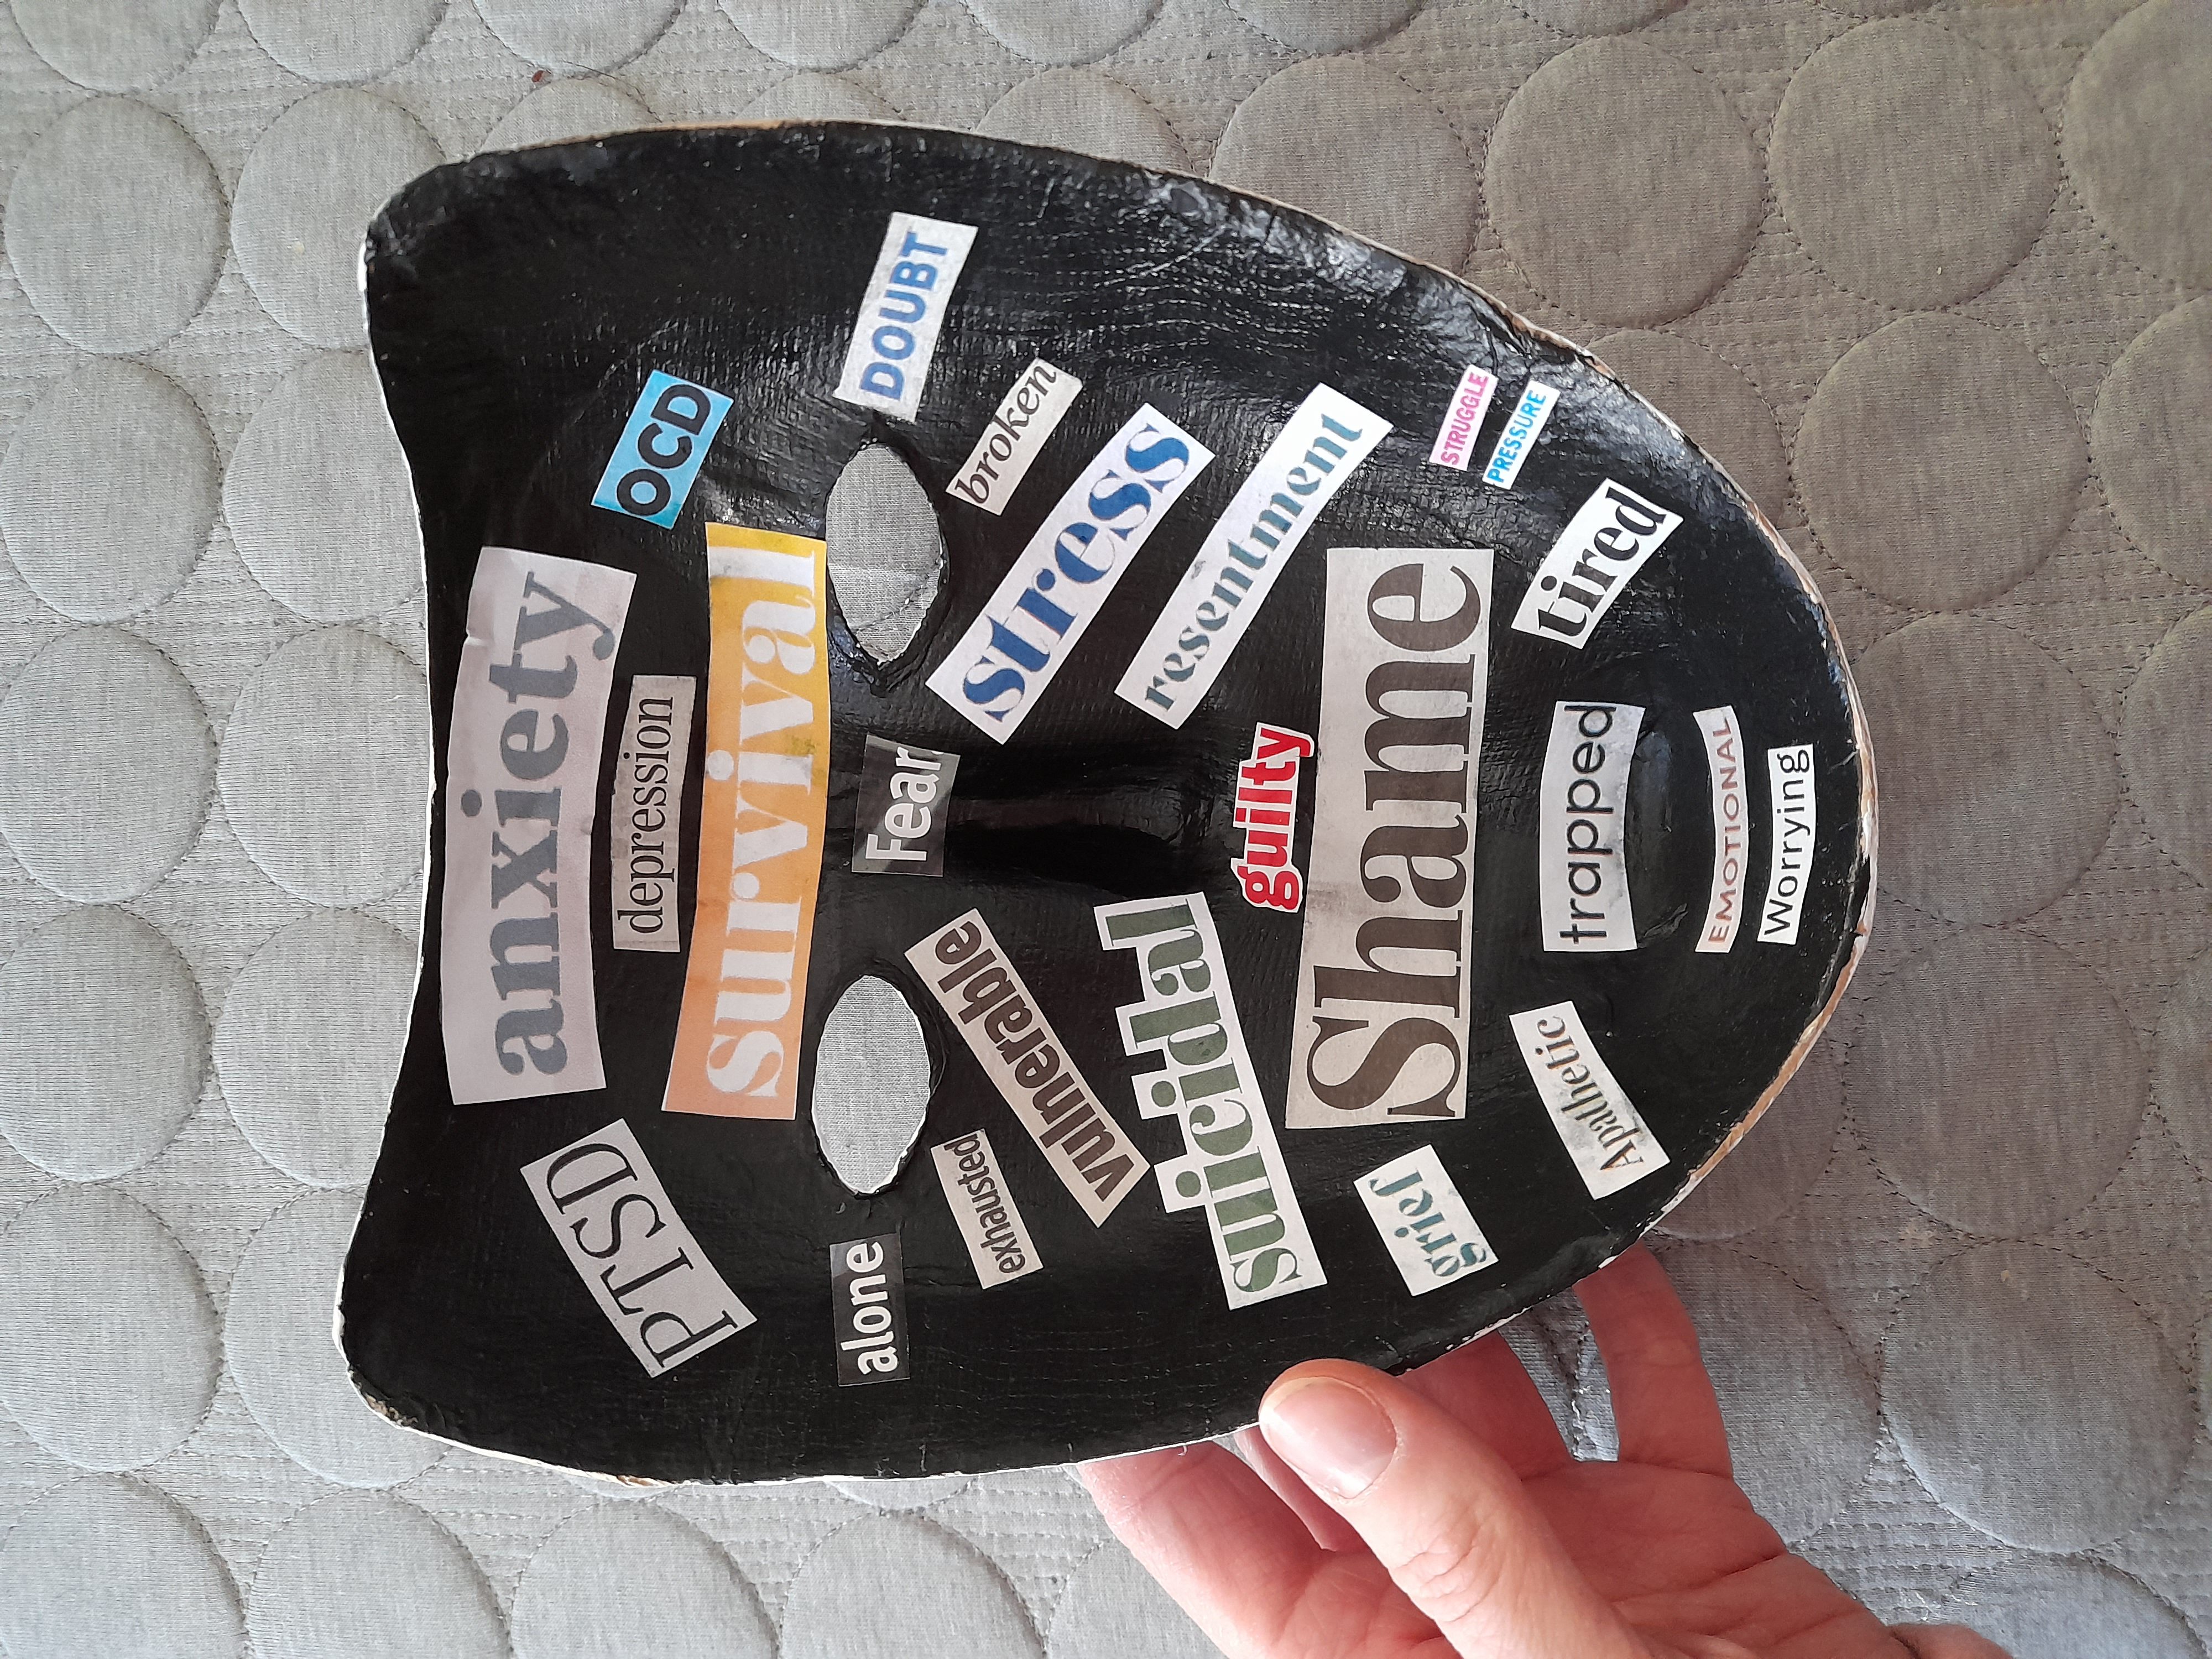 anxiety
OCD
depression
PTSD
survival
DOUBT
Fear
alone
broken
stress
vulnerable
exhausted
resentment
suicidal
guilty
Shame
STRUGGLE
PRESSURE
grief
tired
trapped
Apathetic
EMOTIONAL
Worrying